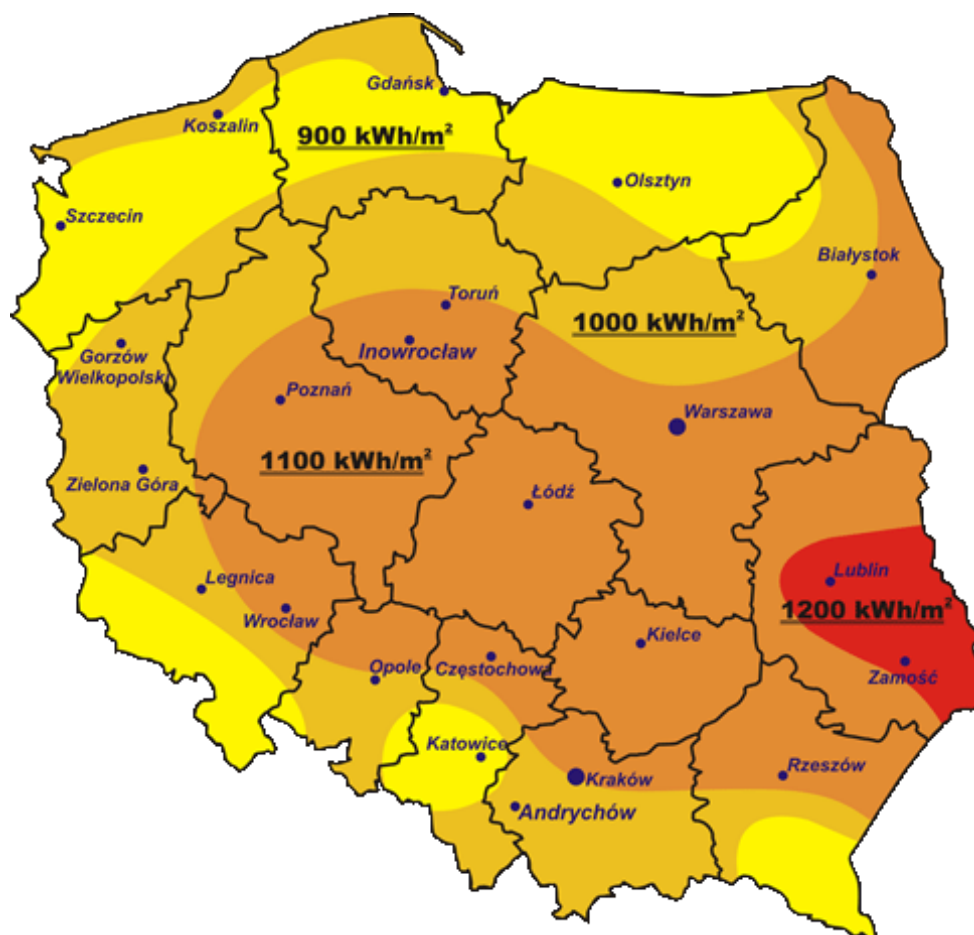 Gdańsk
Koszalin
900 kWh/m²
Olsztyn
Szczecin
Białystok
Toruń
1000 kWh/m²
Inowrocław
Gorzów
Wielkopolski
Poznań
Warszawa
1100 kWh/m²
Zielona Góra
Łódź
Legnica
Lublin
1200 kWh/m²
Wrocław
Kielce
Opole
Częstochowa
Zamość
Katowice
Rzeszów
Kraków
Andrychów